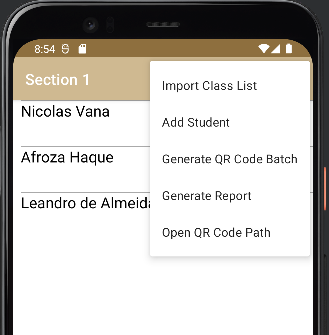 8:54
Section 1
Nicolas Vana
Afroza Haque
Leandro de Almeida
Import Class List
Add Student
Generate QR Code Batch
Generate Report
Open QR Code Path